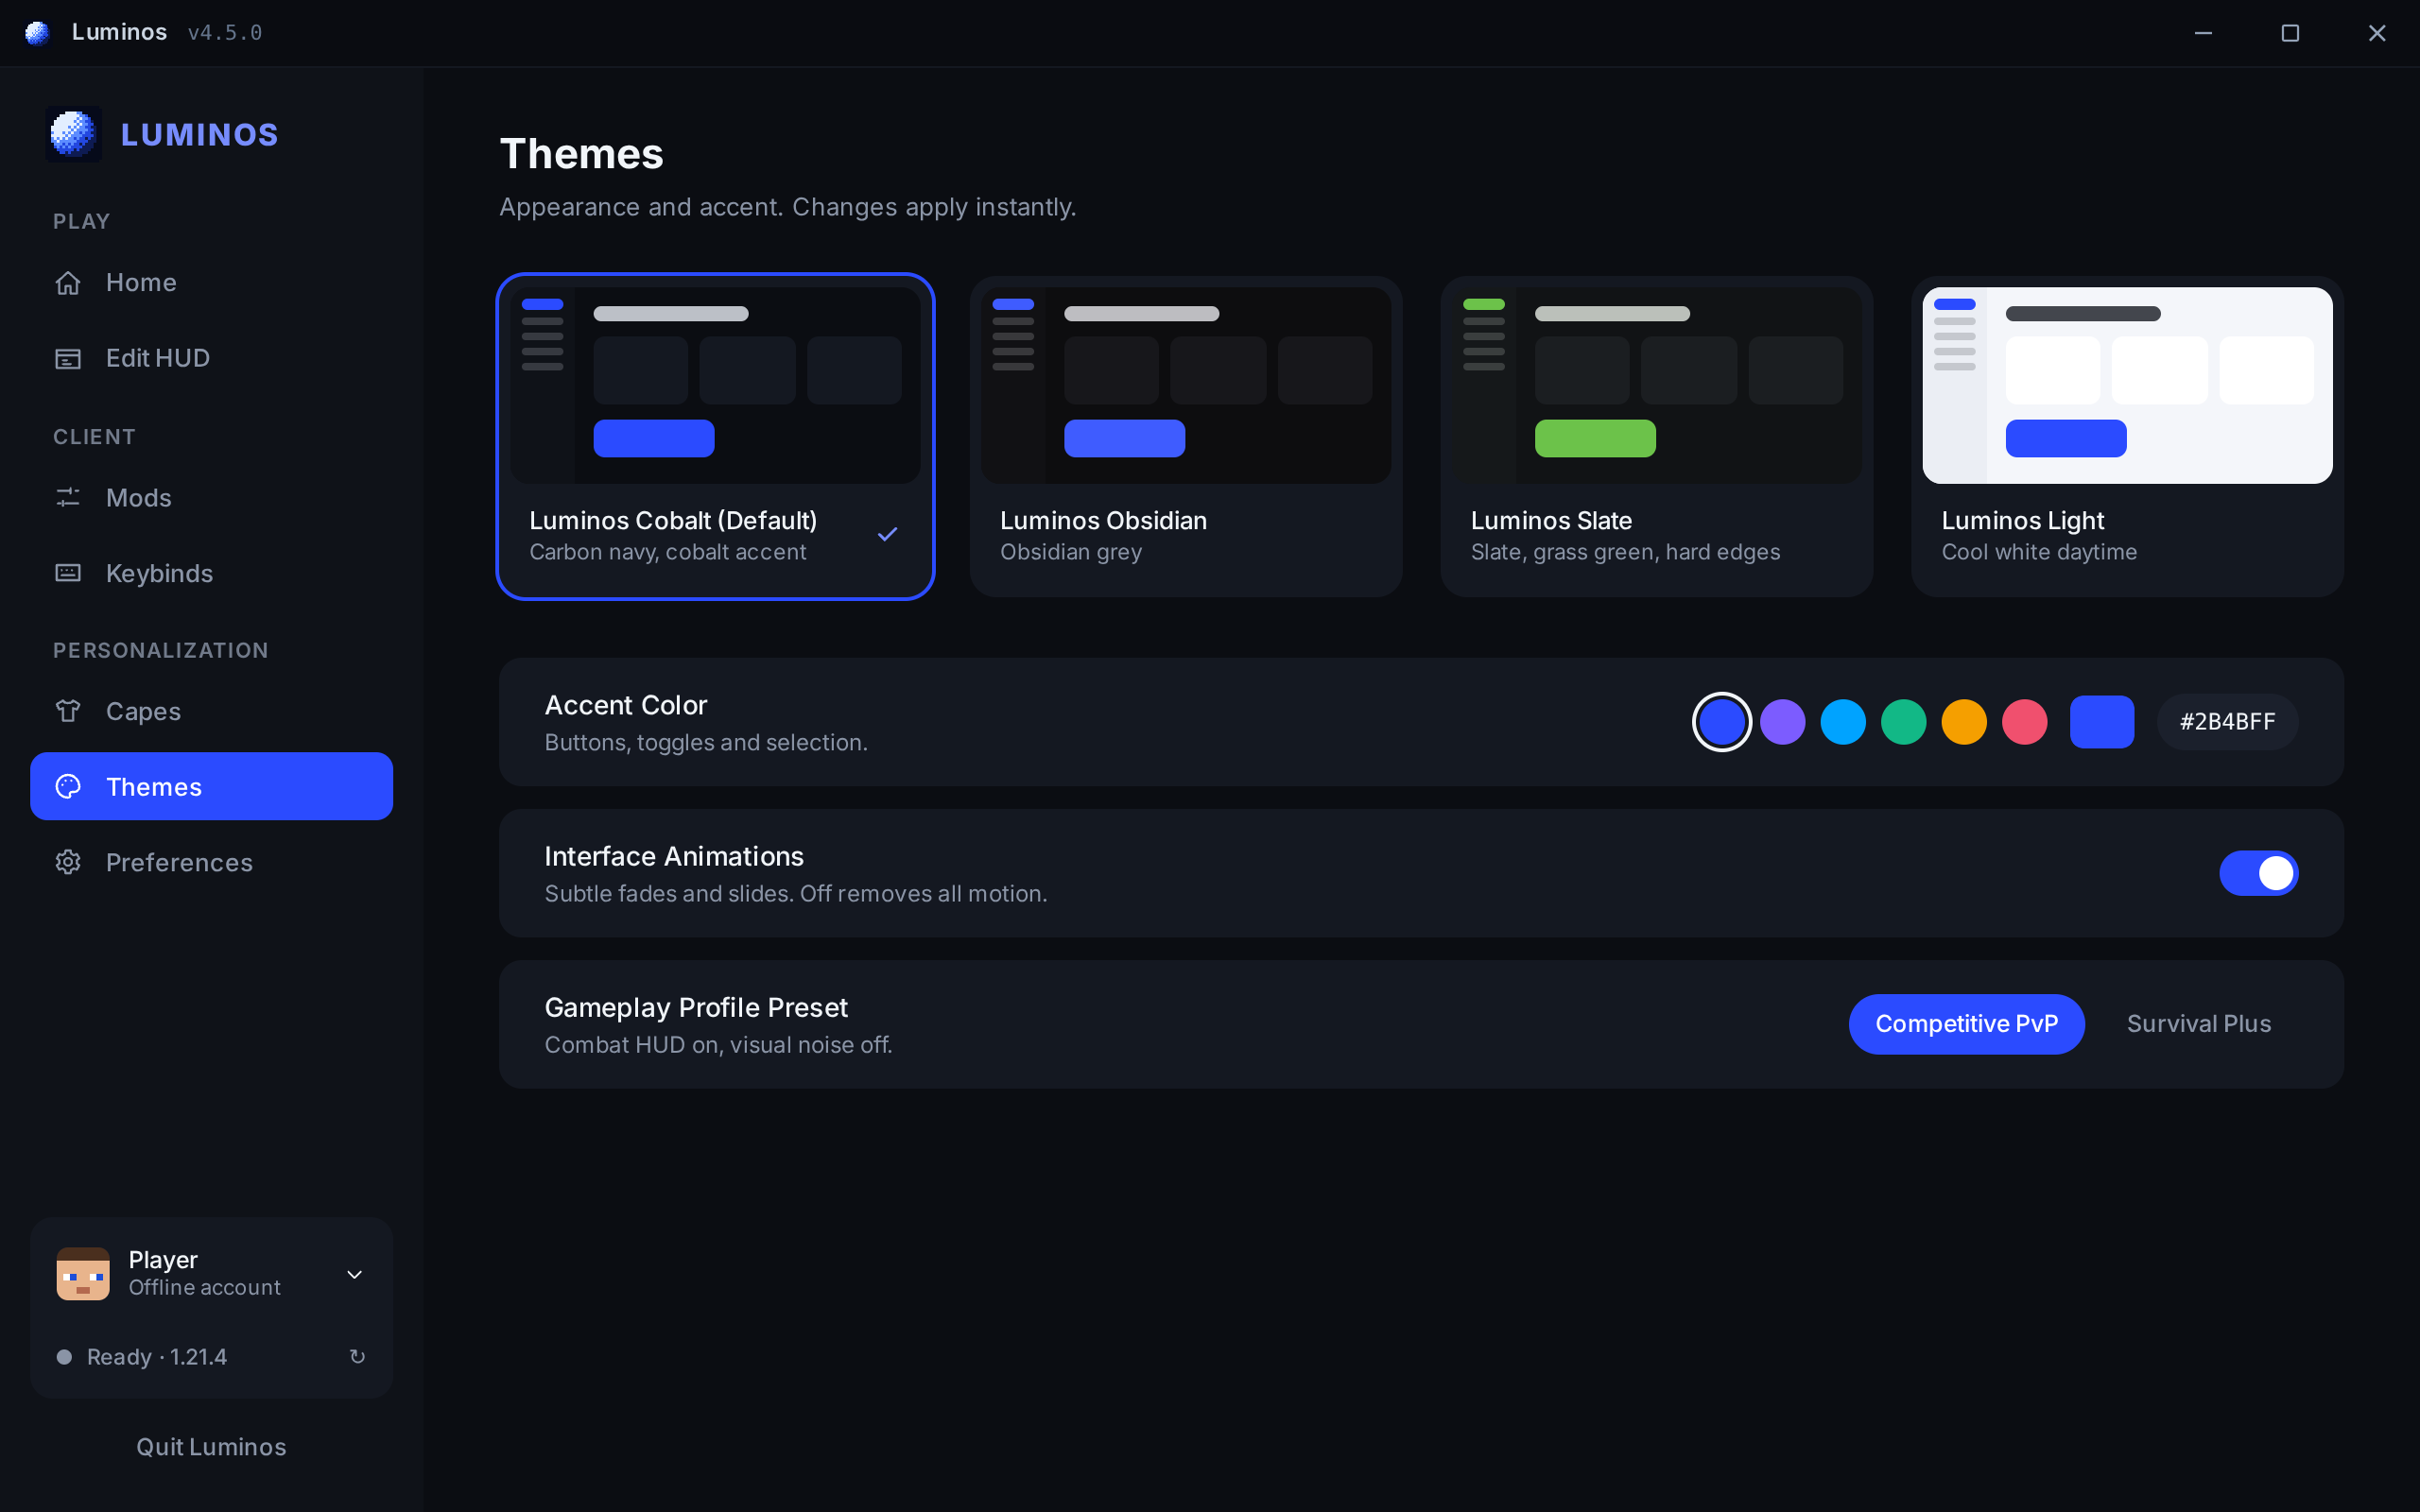 Luminos v4.5.0
LUMINOS
PLAY
Home
Edit HUD
CLIENT
Mods
Keybinds
PERSONALIZATION
Capes
Themes
Preferences
Player
Offline account
Ready · 1.21.4
Quit Luminos
Themes
Appearance and accent. Changes apply instantly.
Luminos Cobalt (Default)
Carbon navy, cobalt accent
Luminos Obsidian
Obsidian grey
Luminos Slate
Slate, grass green, hard edges
Luminos Light
Cool white daytime
Accent Color
Buttons, toggles and selection.
#2B4BFF
Interface Animations
Subtle fades and slides. Off removes all motion.
Gameplay Profile Preset
Combat HUD on, visual noise off.
Competitive PvP
Survival Plus